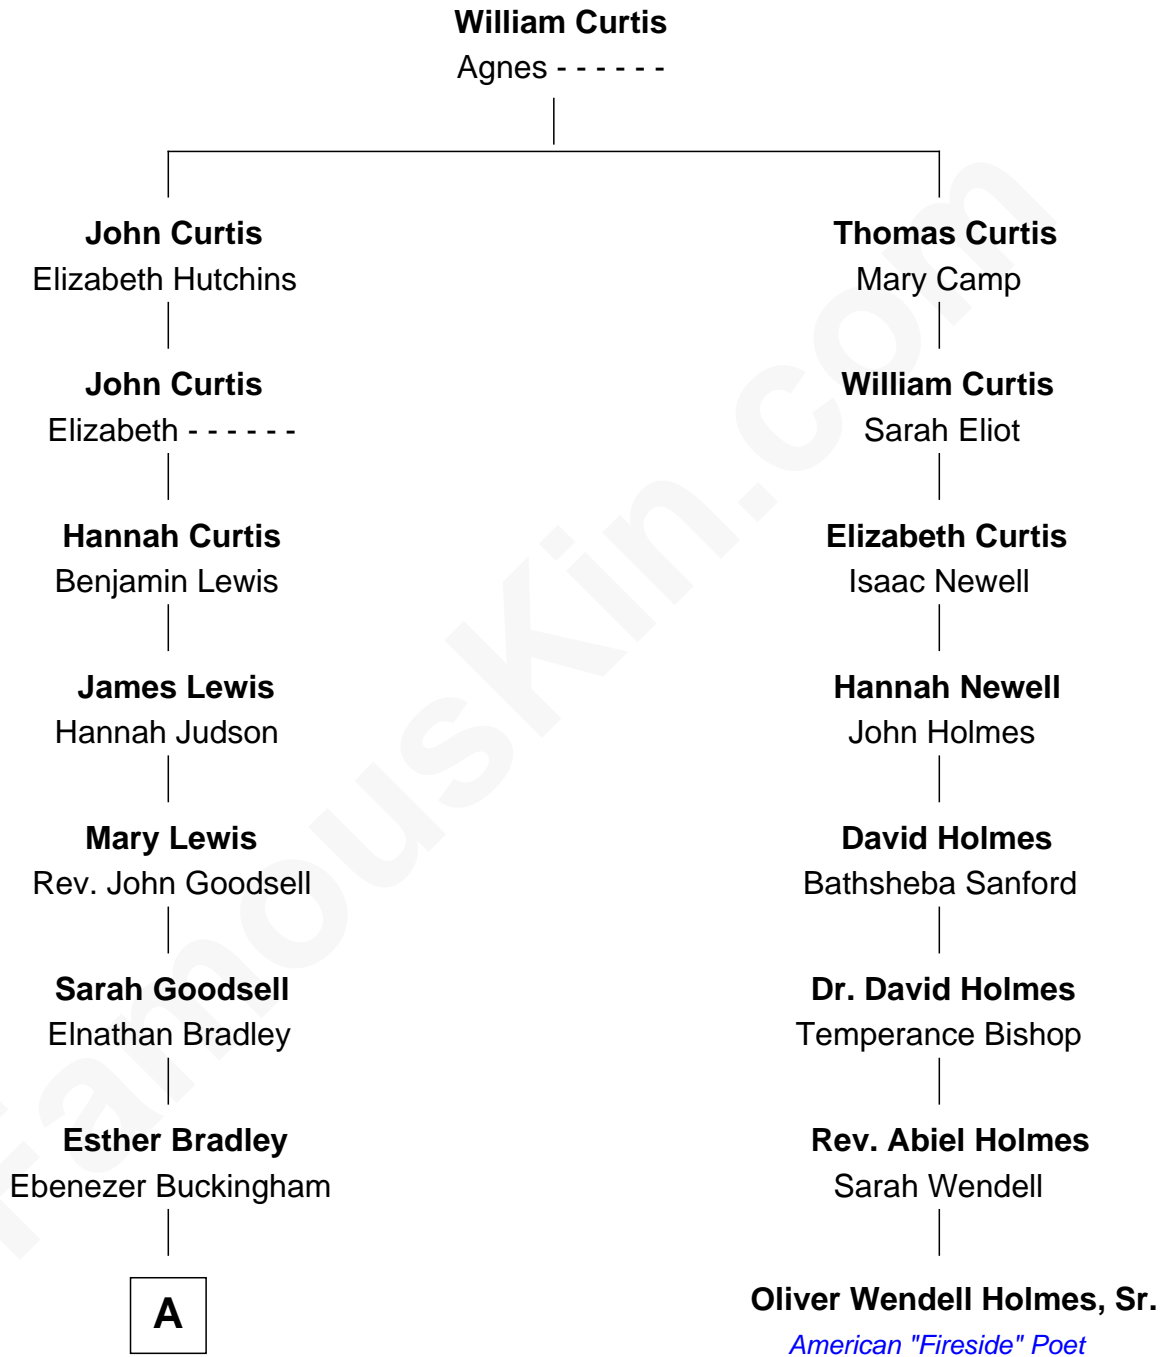 William Curtis
Agnes - - - - - -
John Curtis
Elizabeth Hutchins
John Curtis
Elizabeth - - - - - -
Hannah Curtis
Benjamin Lewis
James Lewis
Hannah Judson
Mary Lewis
Rev. John Goodsell
Sarah Goodsell
Elnathan Bradley
Esther Bradley
Ebenezer Buckingham
A
Thomas Curtis
Mary Camp
William Curtis
Sarah Eliot
Elizabeth Curtis
Isaac Newell
Hannah Newell
John Holmes
David Holmes
Bathsheba Sanford
Dr. David Holmes
Temperance Bishop
Rev. Abiel Holmes
Sarah Wendell
Oliver Wendell Holmes, Sr.
American "Fireside" Poet
FamousKin.com